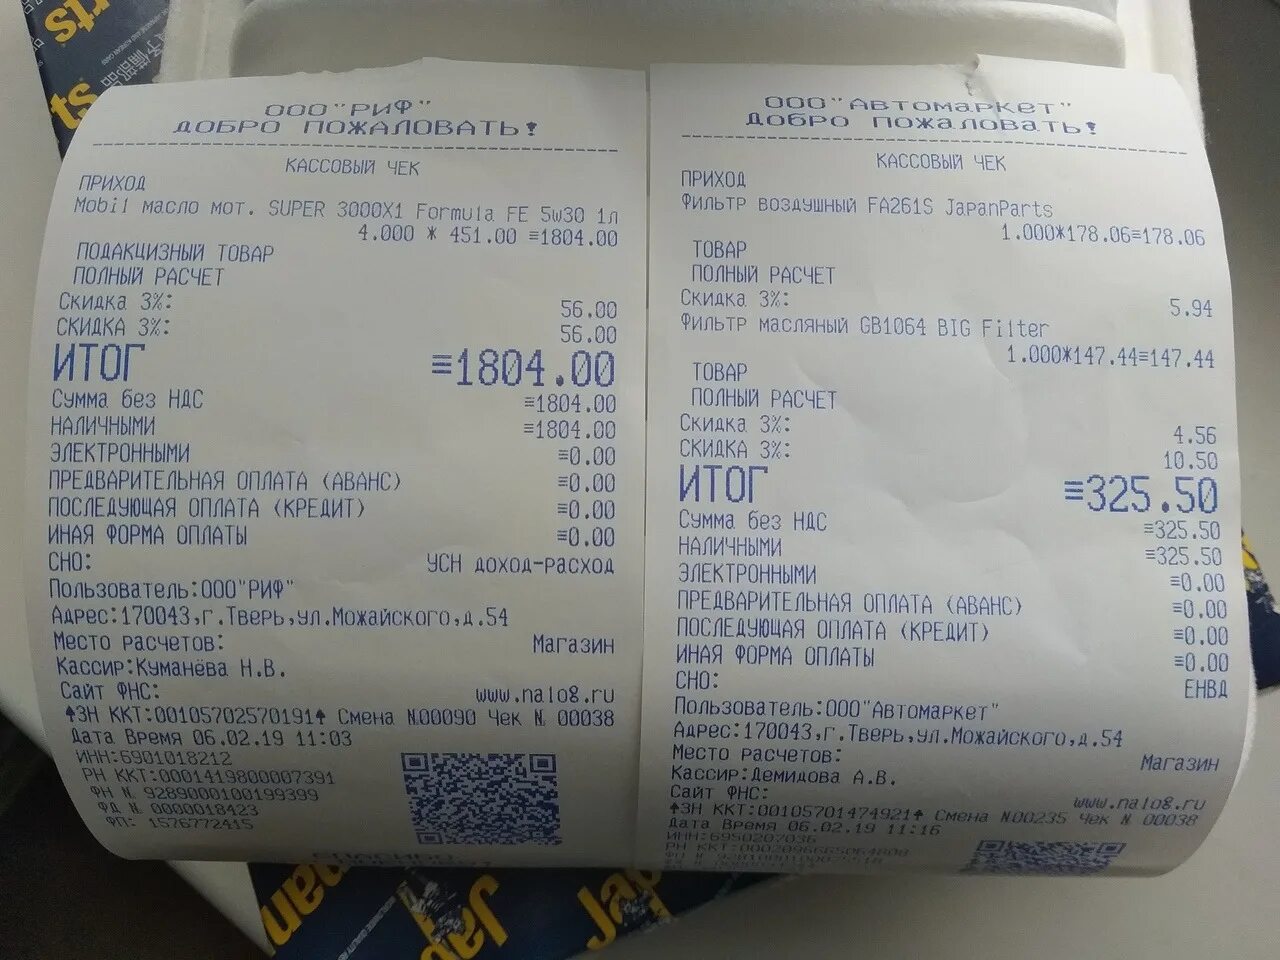 ООО"РИФ"
ДОБРО ПОЖАЛОВАТЬ!
КАССОВЫЙ ЧЕК
ПРИХОД
Mobil масло мот. SUPER 3000X1 Formula FE 5w30 1л
4.000 * 451.00 ≡1804.00
ПОДАКЦИЗНЫЙ ТОВАР
ПОЛНЫЙ РАСЧЕТ
Скидка 3%: 56.00
СКИДКА 3%: 56.00
ИТОГ ≡1804.00
Сумма без НДС ≡1804.00
НАЛИЧНЫМИ ≡1804.00
ЭЛЕКТРОННЫМИ ≡0.00
ПРЕДВАРИТЕЛЬНАЯ ОПЛАТА (АВАНС) ≡0.00
ПОСЛЕДУЮЩАЯ ОПЛАТА (КРЕДИТ) ≡0.00
ИНАЯ ФОРМА ОПЛАТЫ ≡0.00
СНО: УСН доход-расход
Пользователь:ООО"РИФ"
Адрес:170043,г.Тверь,ул.Можайского,д.54
Место расчетов: Магазин
Кассир:Куманёва Н.В.
Сайт ФНС: www.nalog.ru
ЗН ККТ:00105702570191 Смена N.00090 Чек N. 00038
Дата Время 06.02.19 11:03
ИНН:6901018212
РН ККТ:0001419800007391
ФН N. 9289000100199399
ФД N. 0000018423
ФП: 1576772415
ООО"Автомаркет"
Добро пожаловать!
КАССОВЫЙ ЧЕК
ПРИХОД
Фильтр воздушный FA261S JapanParts
1.000*178.06≡178.06
ТОВАР
ПОЛНЫЙ РАСЧЕТ
Скидка 3%: 5.94
Фильтр масляный GB1064 BIG Filter
1.000*147.44≡147.44
ТОВАР
ПОЛНЫЙ РАСЧЕТ
Скидка 3%: 4.56
СКИДКА 3%: 10.50
ИТОГ ≡325.50
Сумма без НДС ≡325.50
НАЛИЧНЫМИ ≡325.50
ЭЛЕКТРОННЫМИ ≡0.00
ПРЕДВАРИТЕЛЬНАЯ ОПЛАТА (АВАНС) ≡0.00
ПОСЛЕДУЮЩАЯ ОПЛАТА (КРЕДИТ) ≡0.00
ИНАЯ ФОРМА ОПЛАТЫ ≡0.00
СНО: ЕНВД
Пользователь:ООО"Автомаркет"
Адрес:170043,г.Тверь,ул.Можайского,д.54
Место расчетов: Магазин
Кассир:Демидова А.В.
Сайт ФНС: www.nalog.ru
ЗН ККТ:00105701474921 Смена N.00235 Чек N. 00038
Дата Время 06.02.19 11:16
ИНН:6950207036
РН ККТ: